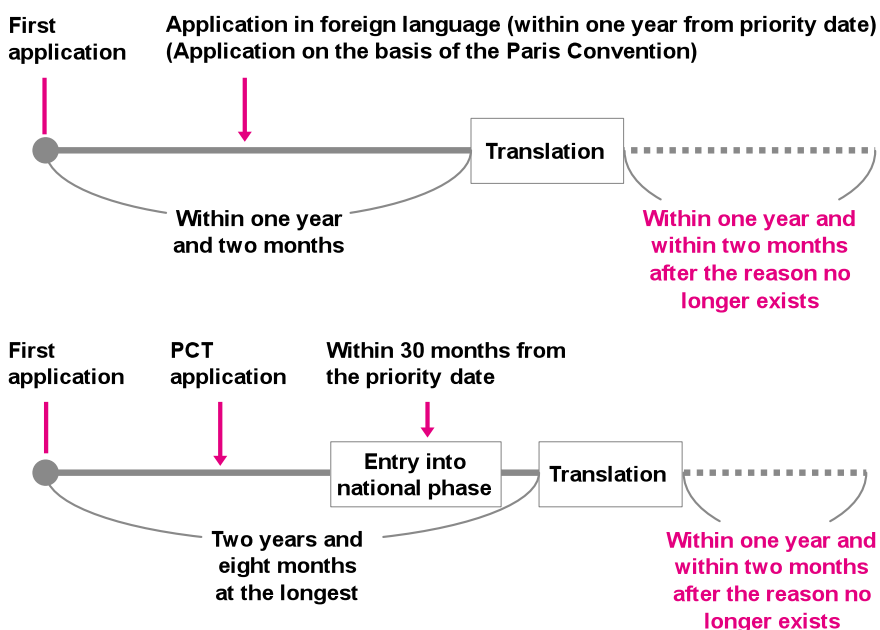 First
application
Application in foreign language (within one year from priority date)
(Application on the basis of the Paris Convention)
Translation
Within one year
and two months
Within one year and
within two months
after the reason no
longer exists
First
application
PCT
application
Within 30 months from
the priority date
Entry into
national phase
Translation
Two years and
eight months
at the longest
Within one year and
within two months
after the reason no
longer exists